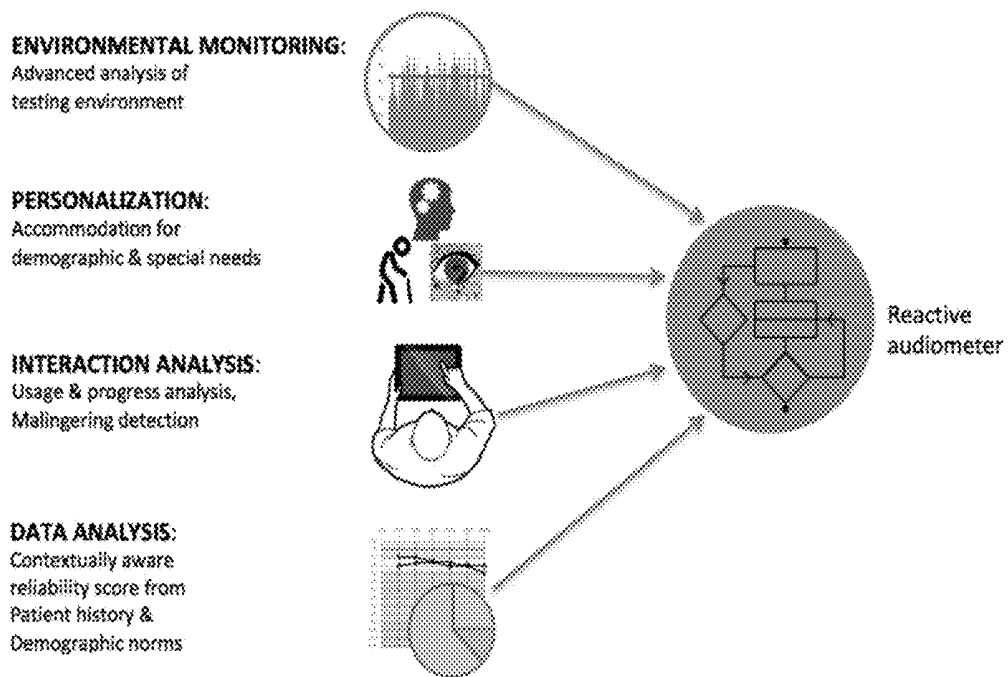 ENVIRONMENTAL MONITORING:
Advanced analysis of
testing environment
PERSONALIZATION:
Accommodation for
demographic & special needs
INTERACTION ANALYSIS:
Usage & progress analysis,
Malingering detection
DATA ANALYSIS:
Contextually aware
reliability score from
Patient history &
Demographic norms
Reactive
audiometer